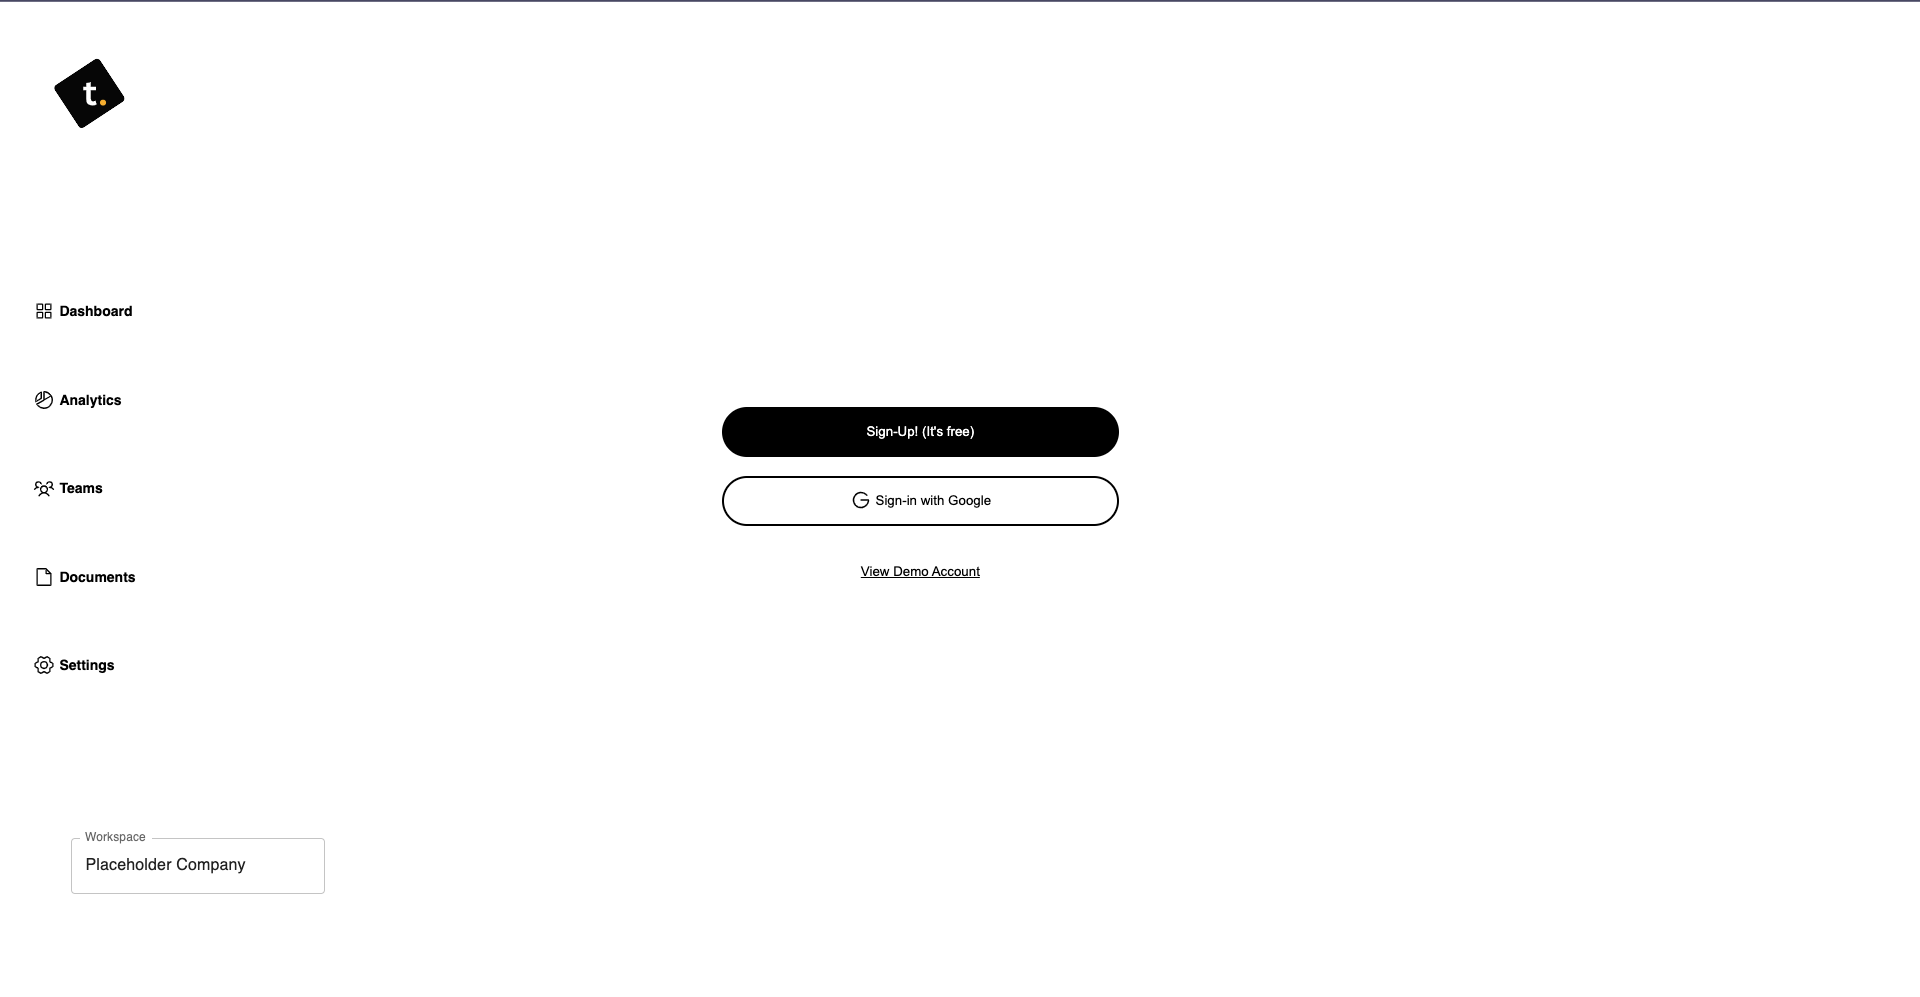 t.
Dashboard
Analytics
Teams
Documents
Settings
Sign-Up! (It's free)
Sign-in with Google
View Demo Account
Workspace
Placeholder Company